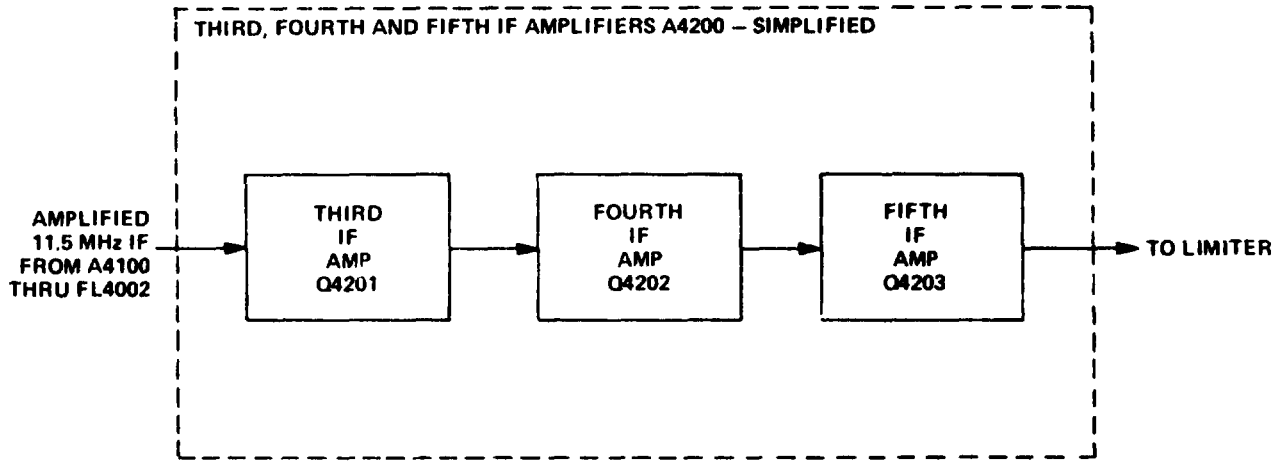 THIRD, FOURTH AND FIFTH IF AMPLIFIERS A4200 – SIMPLIFIED
AMPLIFIED
11.5 MHz IF
FROM A4100
THRU FL4002
THIRD
IF
AMP
Q4201
FOURTH
IF
AMP
Q4202
FIFTH
IF
AMP
Q4203
TO LIMITER